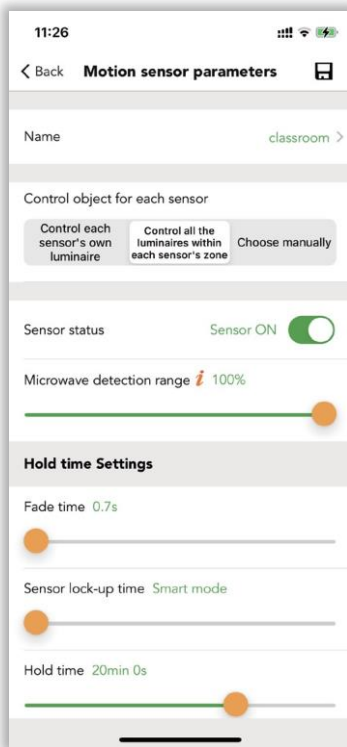 11:26
Back Motion sensor parameters
Name classroom
Control object for each sensor
Control each
sensor's own
luminaire
Control all the
luminaires within
each sensor's zone
Choose manually
Sensor status Sensor ON
Microwave detection range i 100%
Hold time Settings
Fade time 0.7s
Sensor lock-up time Smart mode
Hold time 20min 0s